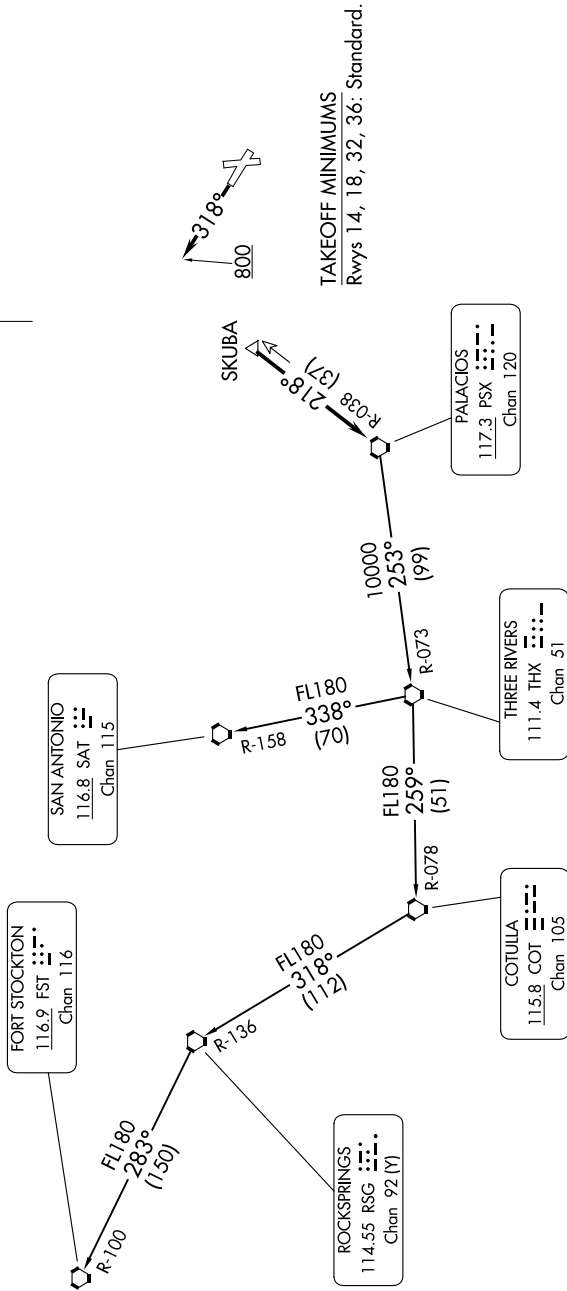 FORT STOCKTON
116.9 FST
Chan 116
SAN ANTONIO
116.8 SAT
Chan 115
318°
800
TAKEOFF MINIMUMS
Rwys 14, 18, 32, 36: Standard.
SKUBA
218°
(37)
R-038
PALACIOS
117.3 PSX
Chan 120
10000
253°
(99)
R-073
THREE RIVERS
111.4 THX
Chan 51
FL180
338°
(70)
R-158
FL180
259°
(51)
R-078
COTULLA
115.8 COT
Chan 105
FL180
318°
(112)
R-136
ROCKSPRINGS
114.55 RSG
Chan 92 (Y)
FL180
283°
(150)
R-100